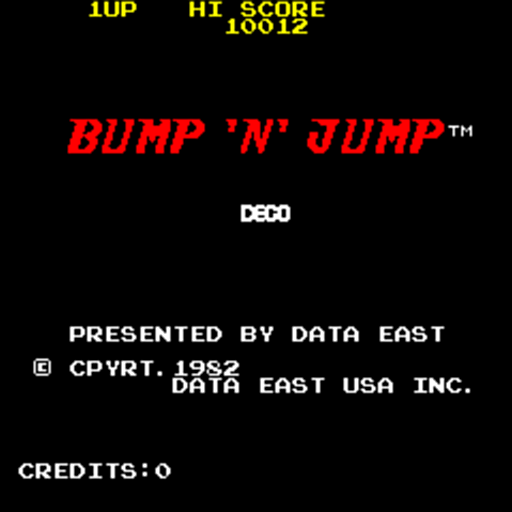 1UP HI SCORE
10012
BUMP 'N' JUMP™
DECO
PRESENTED BY DATA EAST
© CPYRT. 1982
DATA EAST USA INC.
CREDITS:0